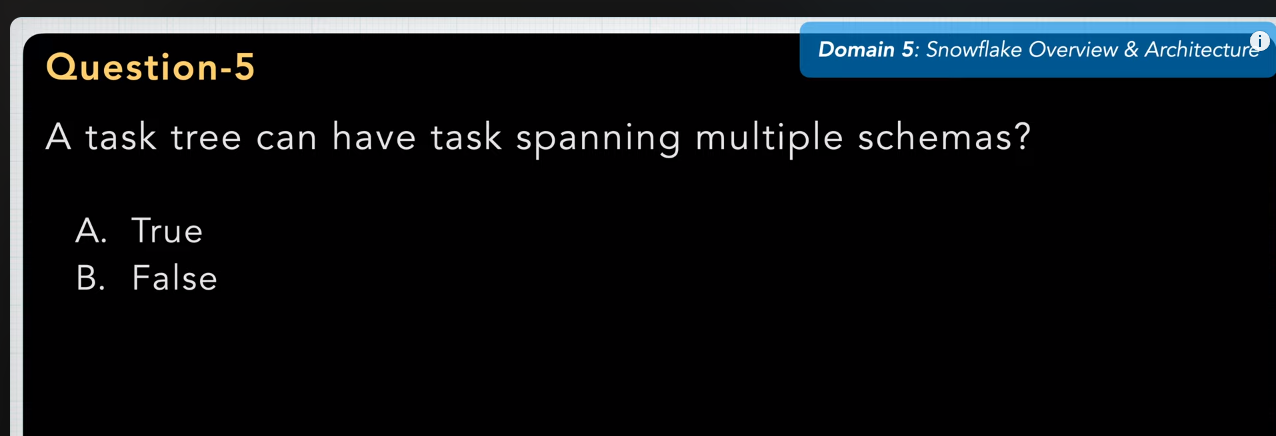 Question-5
Domain 5: Snowflake Overview & Architecture
A task tree can have task spanning multiple schemas?
A. True
B. False